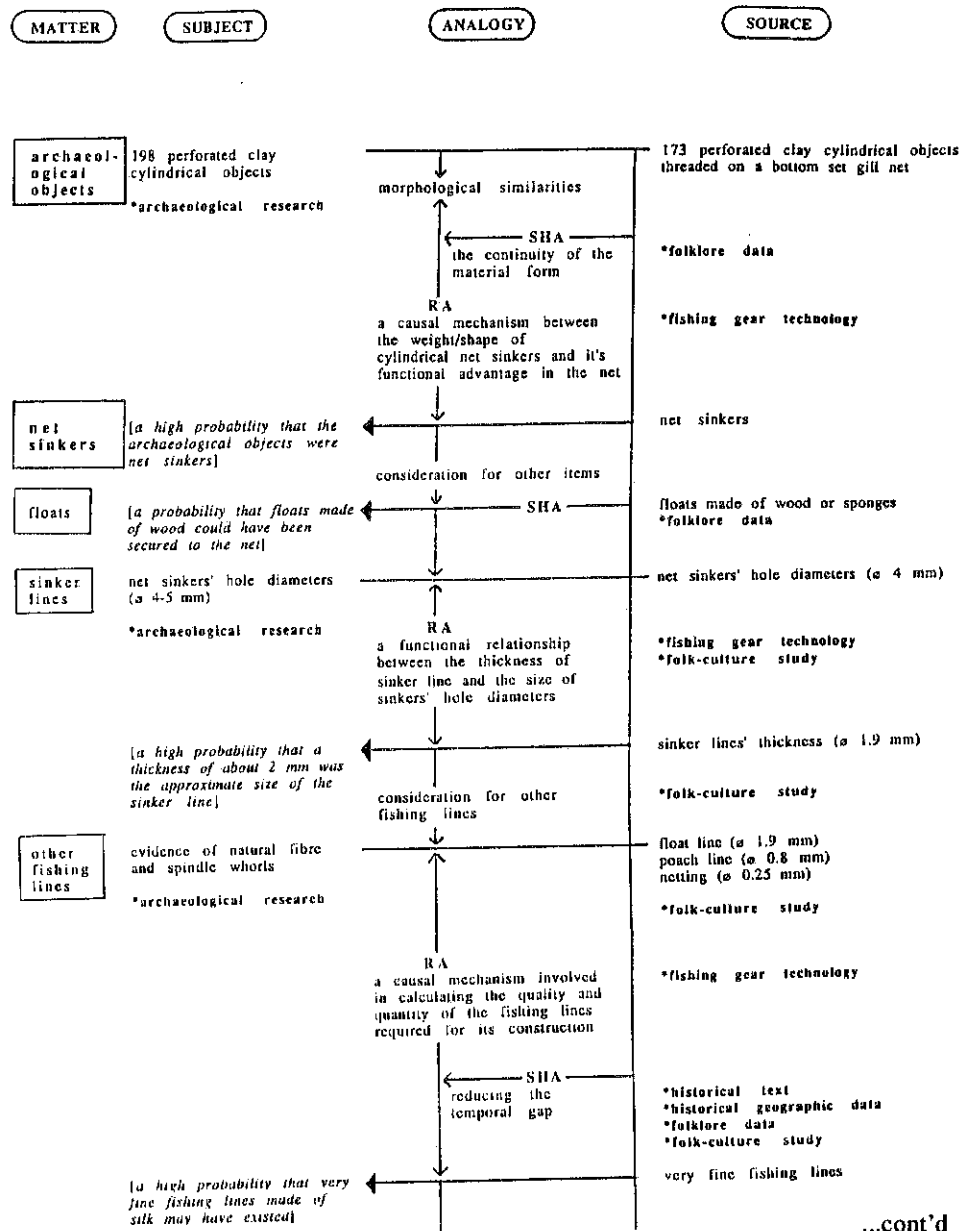 MATTER SUBJECT ANALOGY SOURCE
archaeol-
ogical
objects
198 perforated clay
cylindrical objects
*archaeological research
morphological similarities
173 perforated clay cylindrical objects
threaded on a bottom set gill net
SHA
the continuity of the
material form
*folklore data
RA
a causal mechanism between
the weight/shape of
cylindrical net sinkers and it's
functional advantage in the net
*fishing gear technology
net
sinkers
[a high probability that the
archaeological objects were
net sinkers]
net sinkers
consideration for other items
floats
[a probability that floats made
of wood could have been
secured to the net]
SHA
floats made of wood or sponges
*folklore data
sinker
lines
net sinkers' hole diameters
(ø 4-5 mm)
*archaeological research
net sinkers' hole diameters (ø 4 mm)
RA
a functional relationship
between the thickness of
sinker line and the size of
sinkers' hole diameters
*fishing gear technology
*folk-culture study
[a high probability that a
thickness of about 2 mm was
the approximate size of the
sinker line]
sinker lines' thickness (ø 1.9 mm)
consideration for other
fishing lines
*folk-culture study
other
fishing
lines
evidence of natural fibre
and spindle whorls
*archaeological research
float line (ø 1.9 mm)
poach line (ø 0.8 mm)
netting (ø 0.25 mm)
*folk-culture study
RA
a causal mechanism involved
in calculating the quality and
quantity of the fishing lines
required for its construction
*fishing gear technology
SHA
reducing the
temporal gap
*historical text
*historical geographic data
*folklore data
*folk-culture study
[a high probability that very
fine fishing lines made of
silk may have existed]
very fine fishing lines
...cont'd